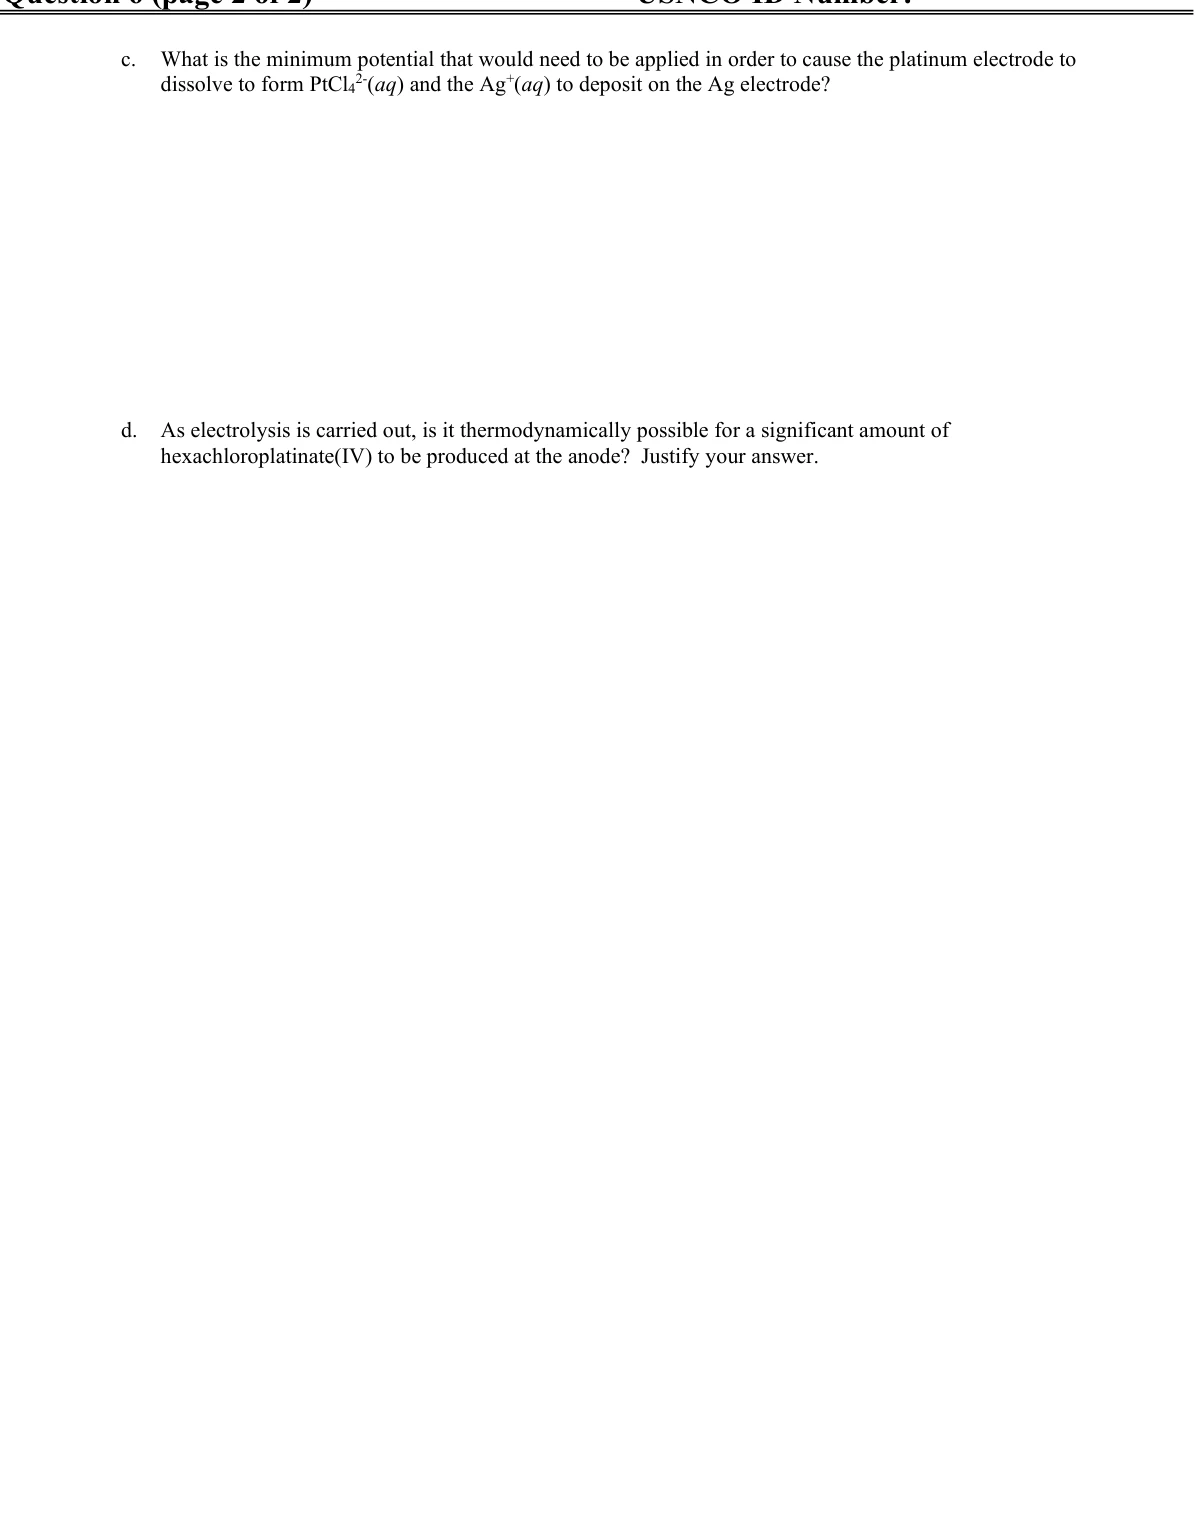 Question 6 (page 2 of 2) USNCO ID Number:
c. What is the minimum potential that would need to be applied in order to cause the platinum electrode to
dissolve to form PtCl₄²⁻(aq) and the Ag⁺(aq) to deposit on the Ag electrode?
d. As electrolysis is carried out, is it thermodynamically possible for a significant amount of
hexachloroplatinate(IV) to be produced at the anode? Justify your answer.